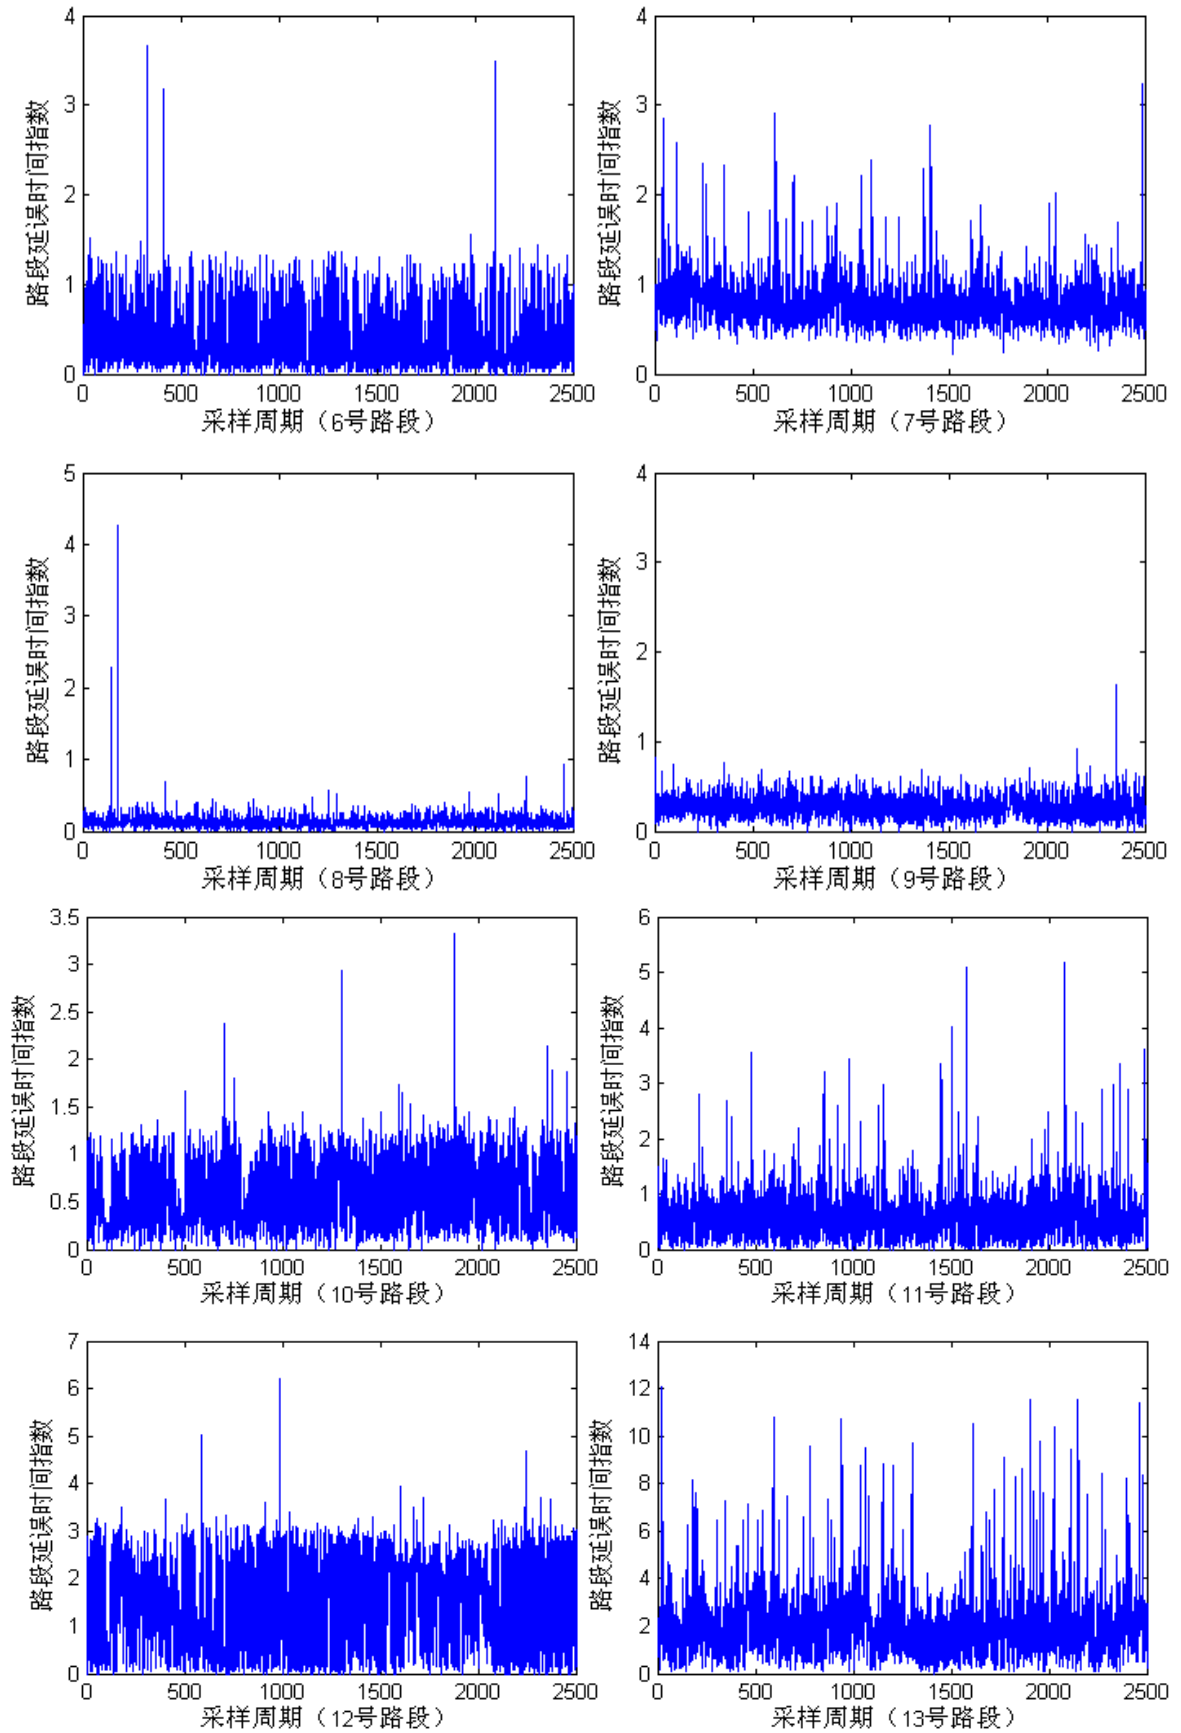 4
3
2
1
0
路段延误时间指数
0 500 1000 1500 2000 2500
采样周期（6号路段）
4
3
2
1
0
路段延误时间指数
0 500 1000 1500 2000 2500
采样周期（7号路段）
5
4
3
2
1
0
路段延误时间指数
0 500 1000 1500 2000 2500
采样周期（8号路段）
4
3
2
1
0
路段延误时间指数
0 500 1000 1500 2000 2500
采样周期（9号路段）
3.5
3
2.5
2
1.5
1
0.5
0
路段延误时间指数
0 500 1000 1500 2000 2500
采样周期（10号路段）
6
5
4
3
2
1
0
路段延误时间指数
0 500 1000 1500 2000 2500
采样周期（11号路段）
7
6
5
4
3
2
1
0
路段延误时间指数
0 500 1000 1500 2000 2500
采样周期（12号路段）
14
12
10
8
6
4
2
0
路段延误时间指数
0 500 1000 1500 2000 2500
采样周期（13号路段）